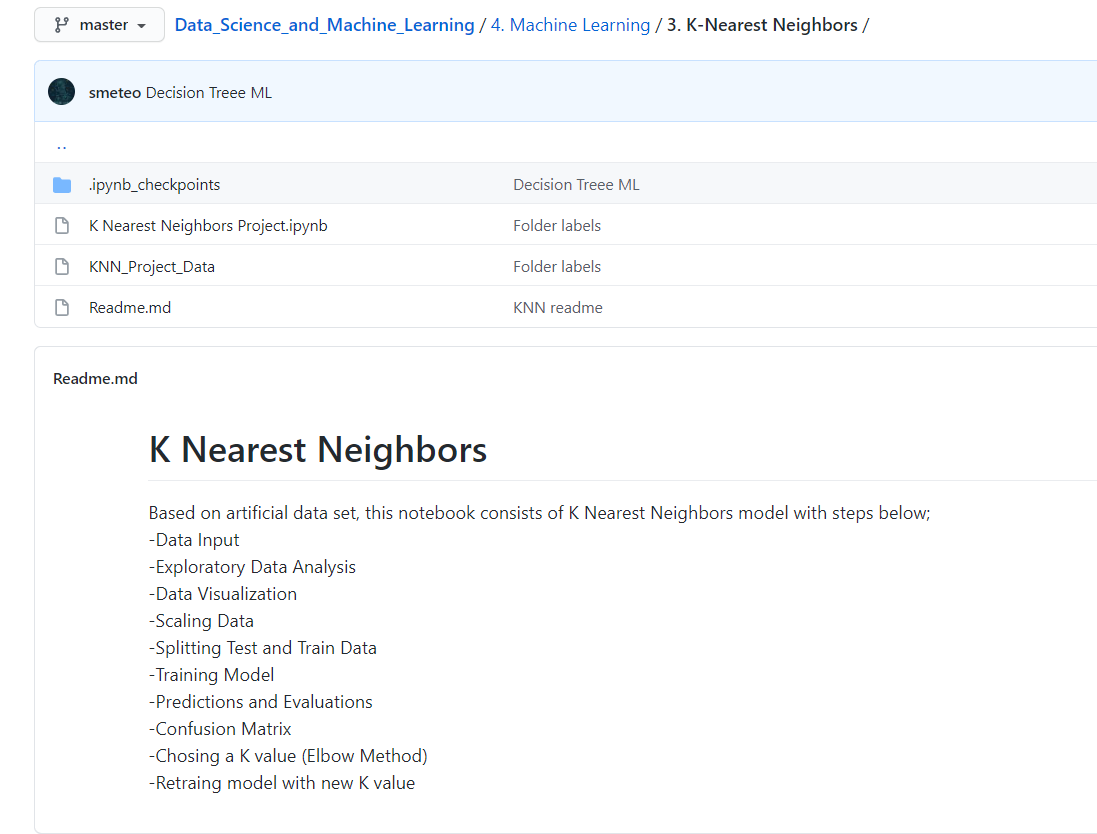 master Data_Science_and_Machine_Learning / 4. Machine Learning / 3. K-Nearest Neighbors /
smeteo Decision Treee ML
..
.ipynb_checkpoints Decision Treee ML
K Nearest Neighbors Project.ipynb Folder labels
KNN_Project_Data Folder labels
Readme.md KNN readme
Readme.md
K Nearest Neighbors
Based on artificial data set, this notebook consists of K Nearest Neighbors model with steps below;
-Data Input
-Exploratory Data Analysis
-Data Visualization
-Scaling Data
-Splitting Test and Train Data
-Training Model
-Predictions and Evaluations
-Confusion Matrix
-Chosing a K value (Elbow Method)
-Retraing model with new K value